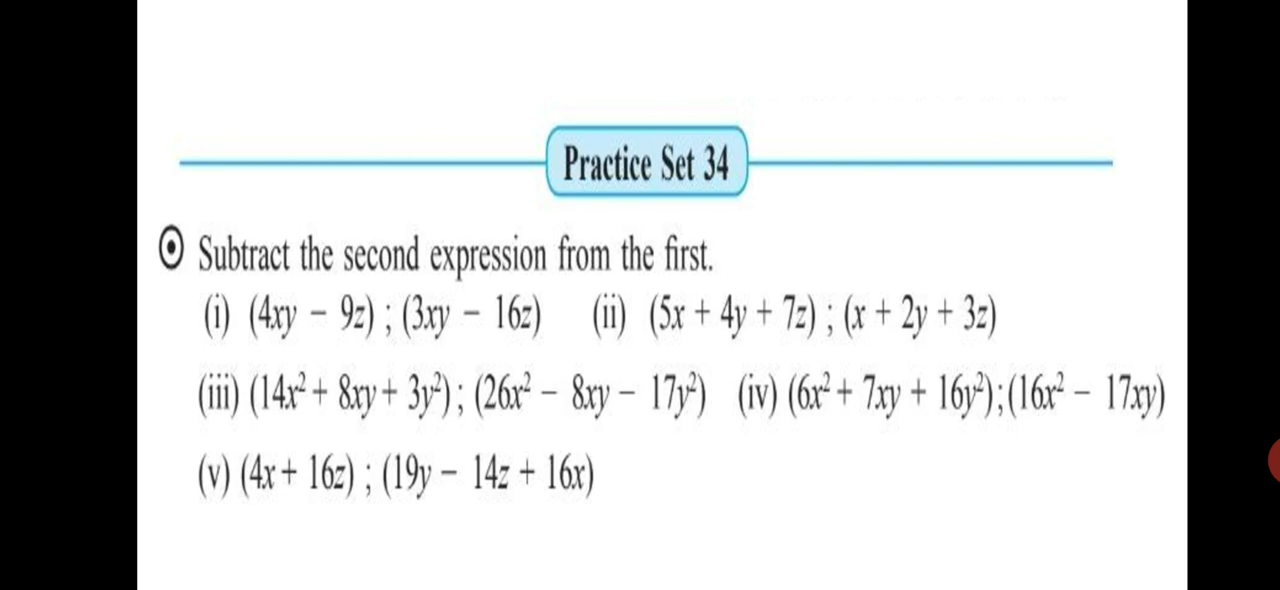 Practice Set 34
Subtract the second expression from the first.
(i) (4xy – 9z) ; (3xy – 16z) (ii) (5x + 4y + 7z) ; (x + 2y + 3z)
(iii) (14x² + 8xy + 3y²) ; (26x² – 8xy – 17y²) (iv) (6x² + 7xy + 16y²) ; (16x² – 17xy)
(v) (4x + 16z) ; (19y – 14z + 16x)